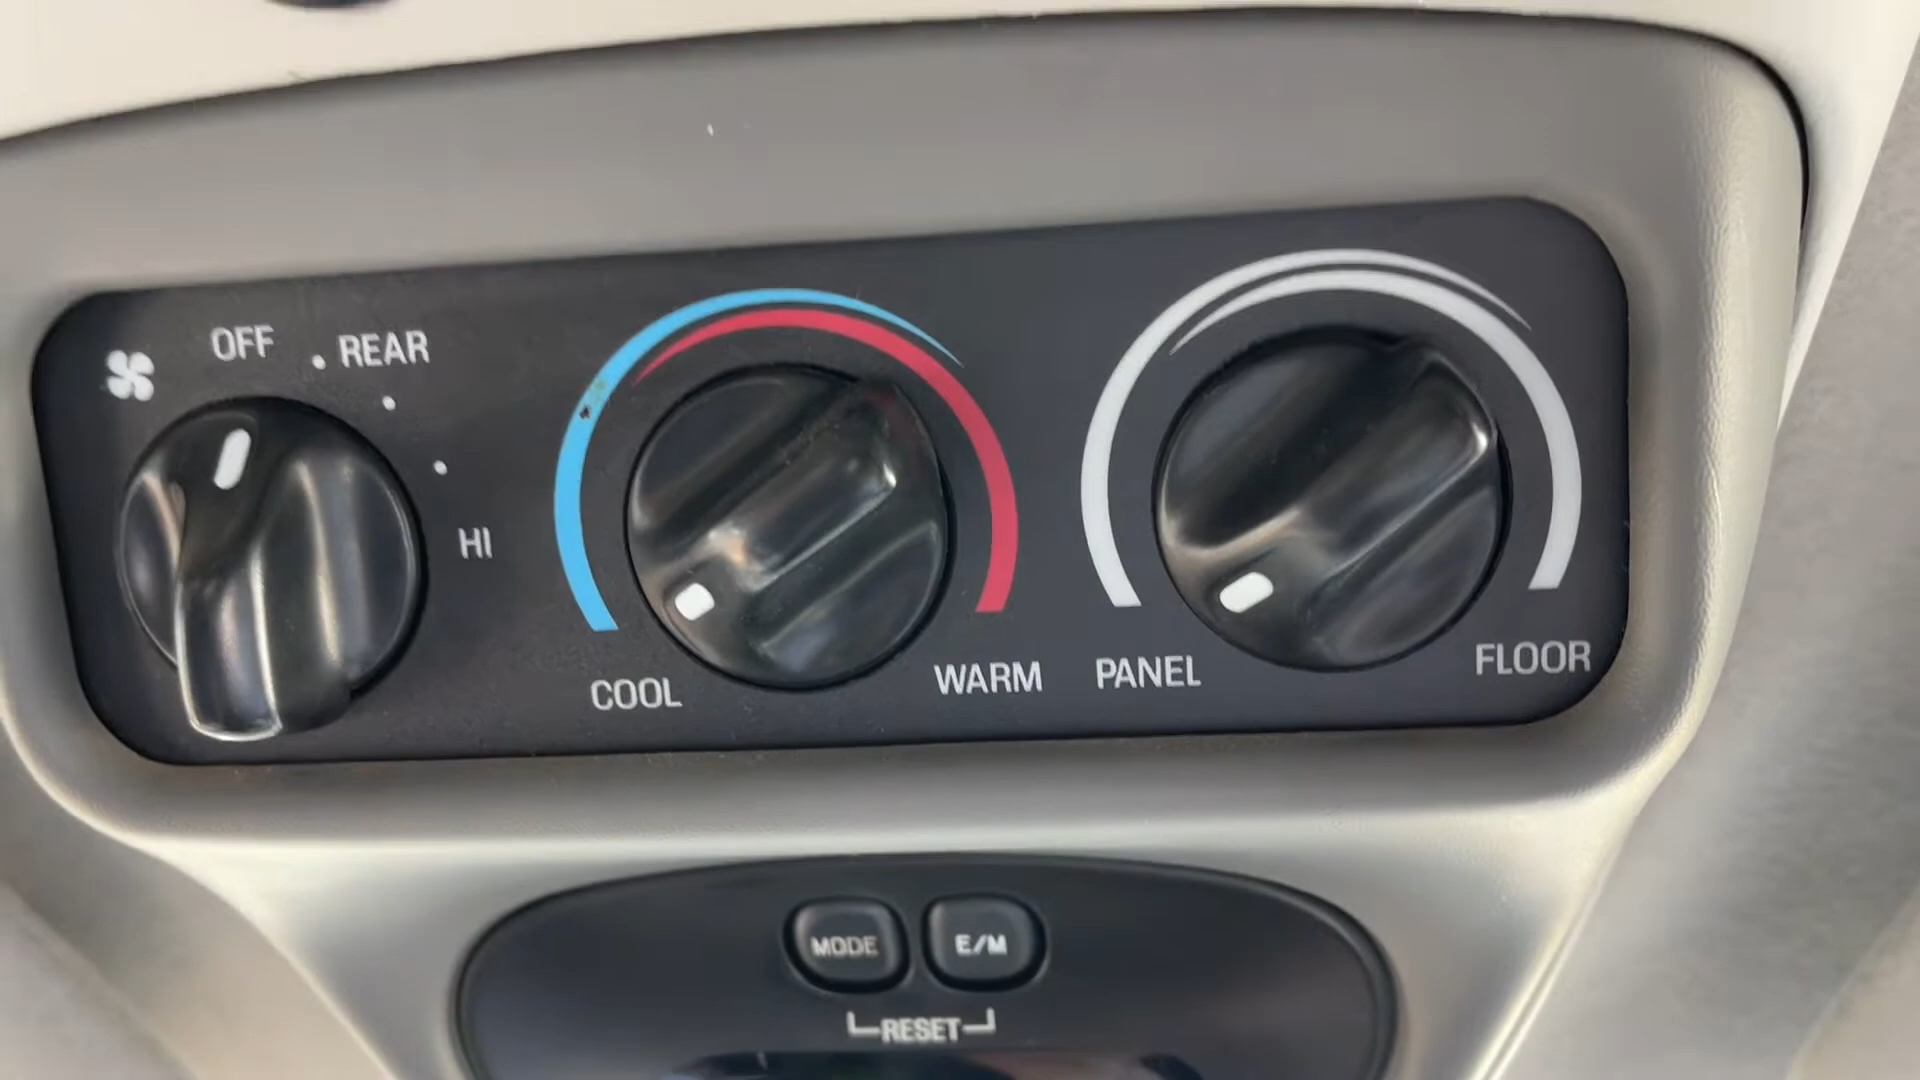 OFF
REAR
HI
COOL
WARM
PANEL
FLOOR
MODE
E/M
RESET